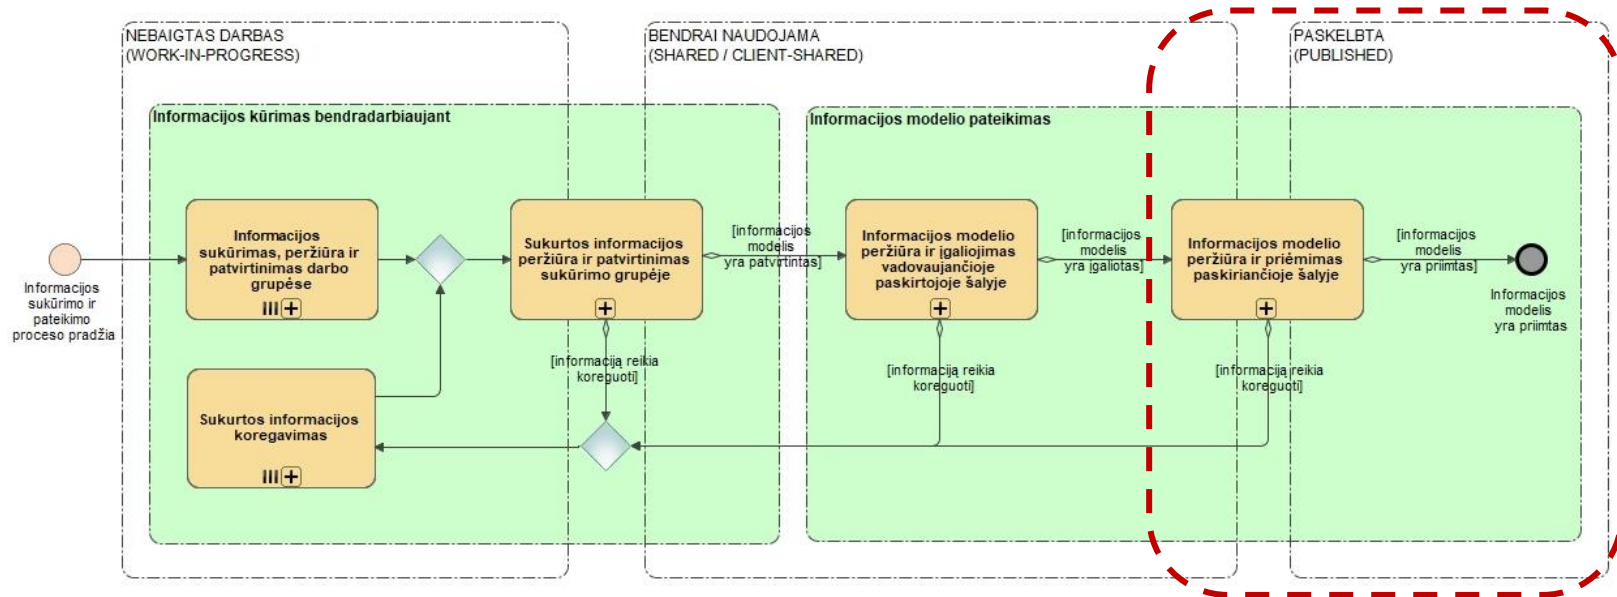 NEBAIGTAS DARBAS
(WORK-IN-PROGRESS)
BENDRAI NAUDOJAMA
(SHARED / CLIENT-SHARED)
PASKELBTA
(PUBLISHED)
Informacijos kūrimas bendradarbiaujant
Informacijos modelio pateikimas
Informacijos
sukūrimo ir
pateikimo
proceso pradžia
Informacijos
sukūrimas, peržiūra ir
patvirtinimas darbo
grupėse
Sukurtos informacijos
peržiūra ir patvirtinimas
sukūrimo grupėje
[informacijos
modelis
yra patvirtintas]
Informacijos modelio
peržiūra ir įgaliojimas
vadovaujančioje
paskirtojoje šalyje
[informacijos
modelis
yra įgaliotas]
Informacijos modelio
peržiūra ir priėmimas
paskiriančioje šalyje
[informacijos
modelis
yra priimtas]
Informacijos
modelis
yra priimtas
[informaciją reikia
koreguoti]
[informaciją reikia
koreguoti]
[informaciją reikia
koreguoti]
Sukurtos informacijos
koregavimas